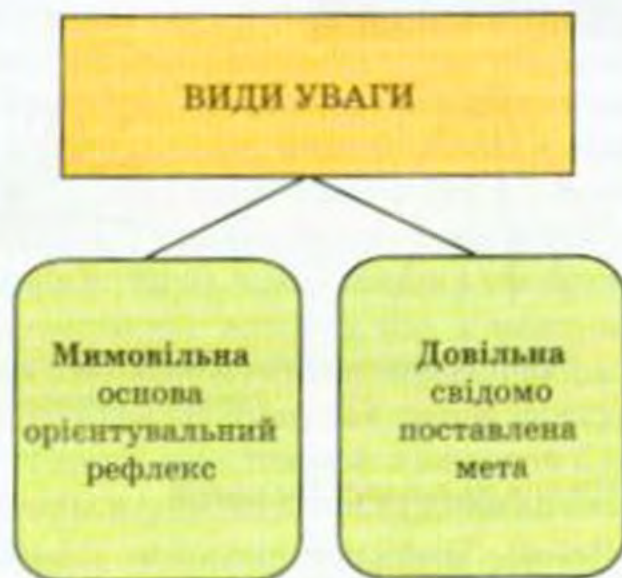 ВИДИ УВАГИ
Мимовільна
основа
орієнтувальний
рефлекс
Довільна
свідомо
поставлена
мета